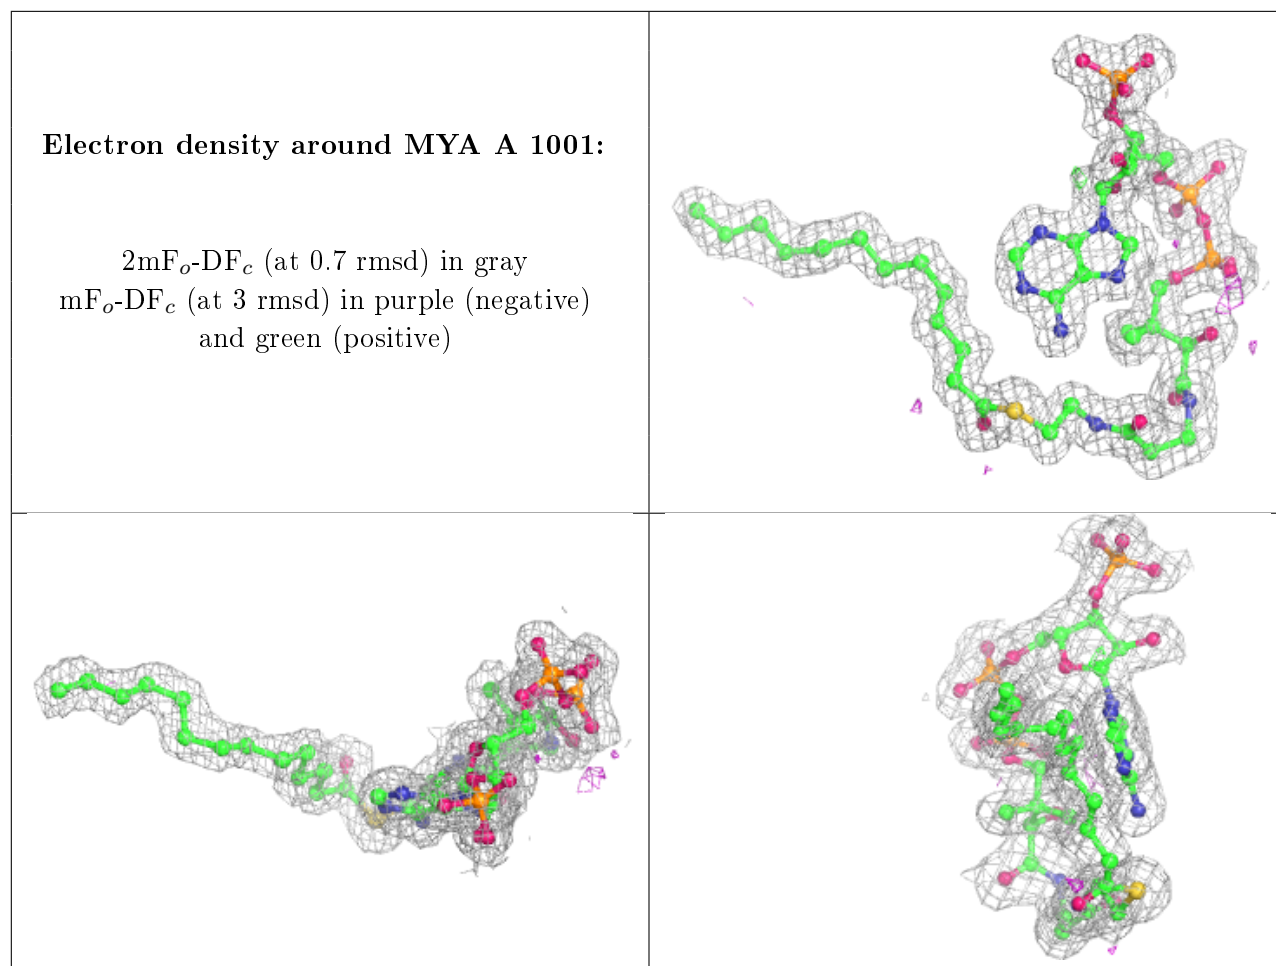 Electron density around MYA A 1001:
2mFo-DFc (at 0.7 rmsd) in gray
mFo-DFc (at 3 rmsd) in purple (negative)
and green (positive)